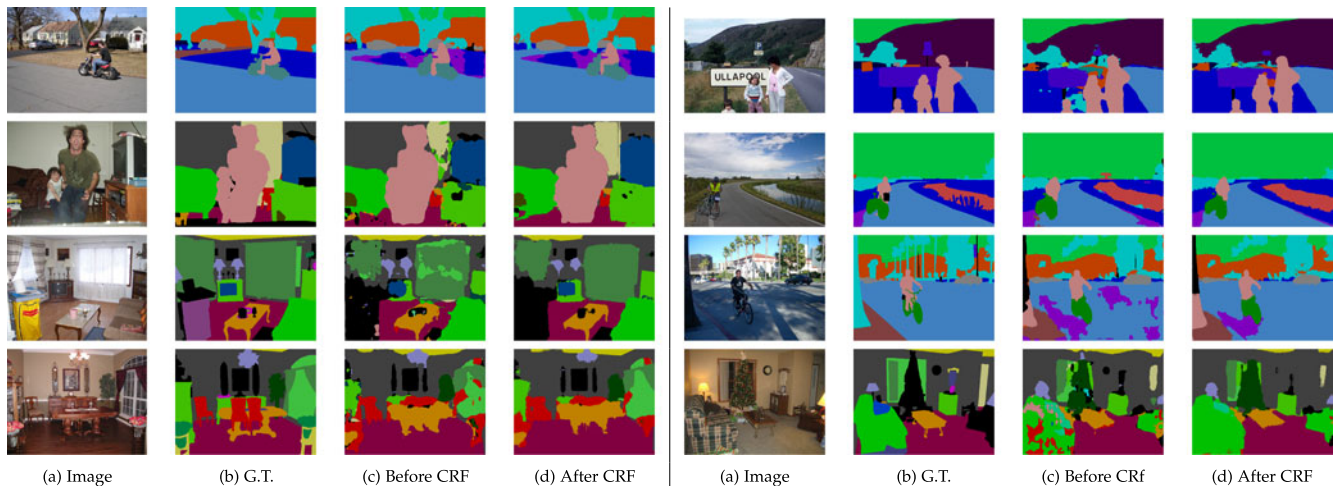 P
ULLAPOOL
(a) Image (b) G.T. (c) Before CRF (d) After CRF (a) Image (b) G.T. (c) Before CRf (d) After CRF